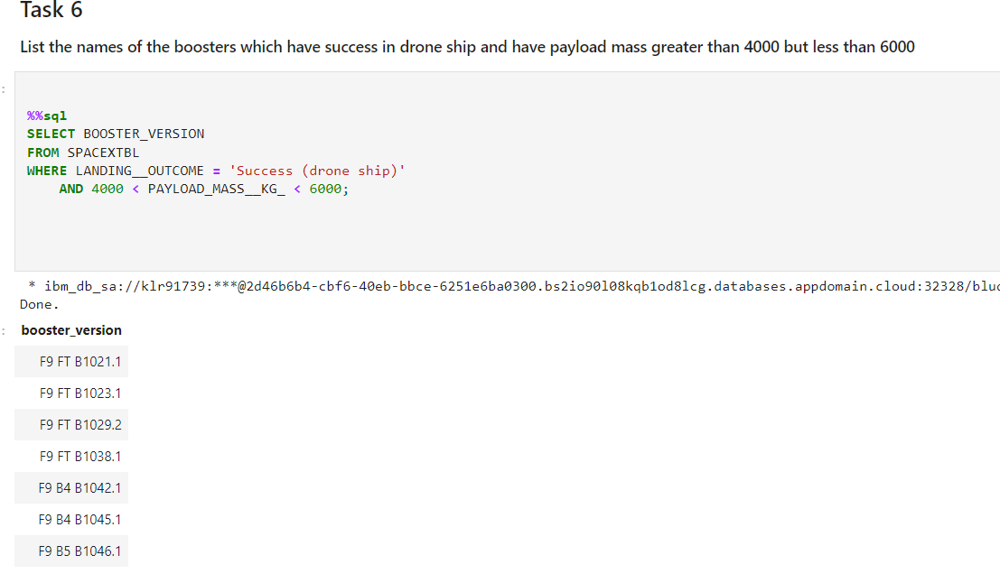 Task 6
List the names of the boosters which have success in drone ship and have payload mass greater than 4000 but less than 6000
:
%%sql
SELECT BOOSTER_VERSION
FROM SPACEXTBL
WHERE LANDING__OUTCOME = 'Success (drone ship)'
AND 4000 < PAYLOAD_MASS__KG_ < 6000;
* ibm_db_sa://klr91739:***@2d46b6b4-cbf6-40eb-bbce-6251e6ba0300.bs2io90l08kqb1od8lcg.databases.appdomain.cloud:32328/bluc
Done.
: booster_version
F9 FT B1021.1
F9 FT B1023.1
F9 FT B1029.2
F9 FT B1038.1
F9 B4 B1042.1
F9 B4 B1045.1
F9 B5 B1046.1